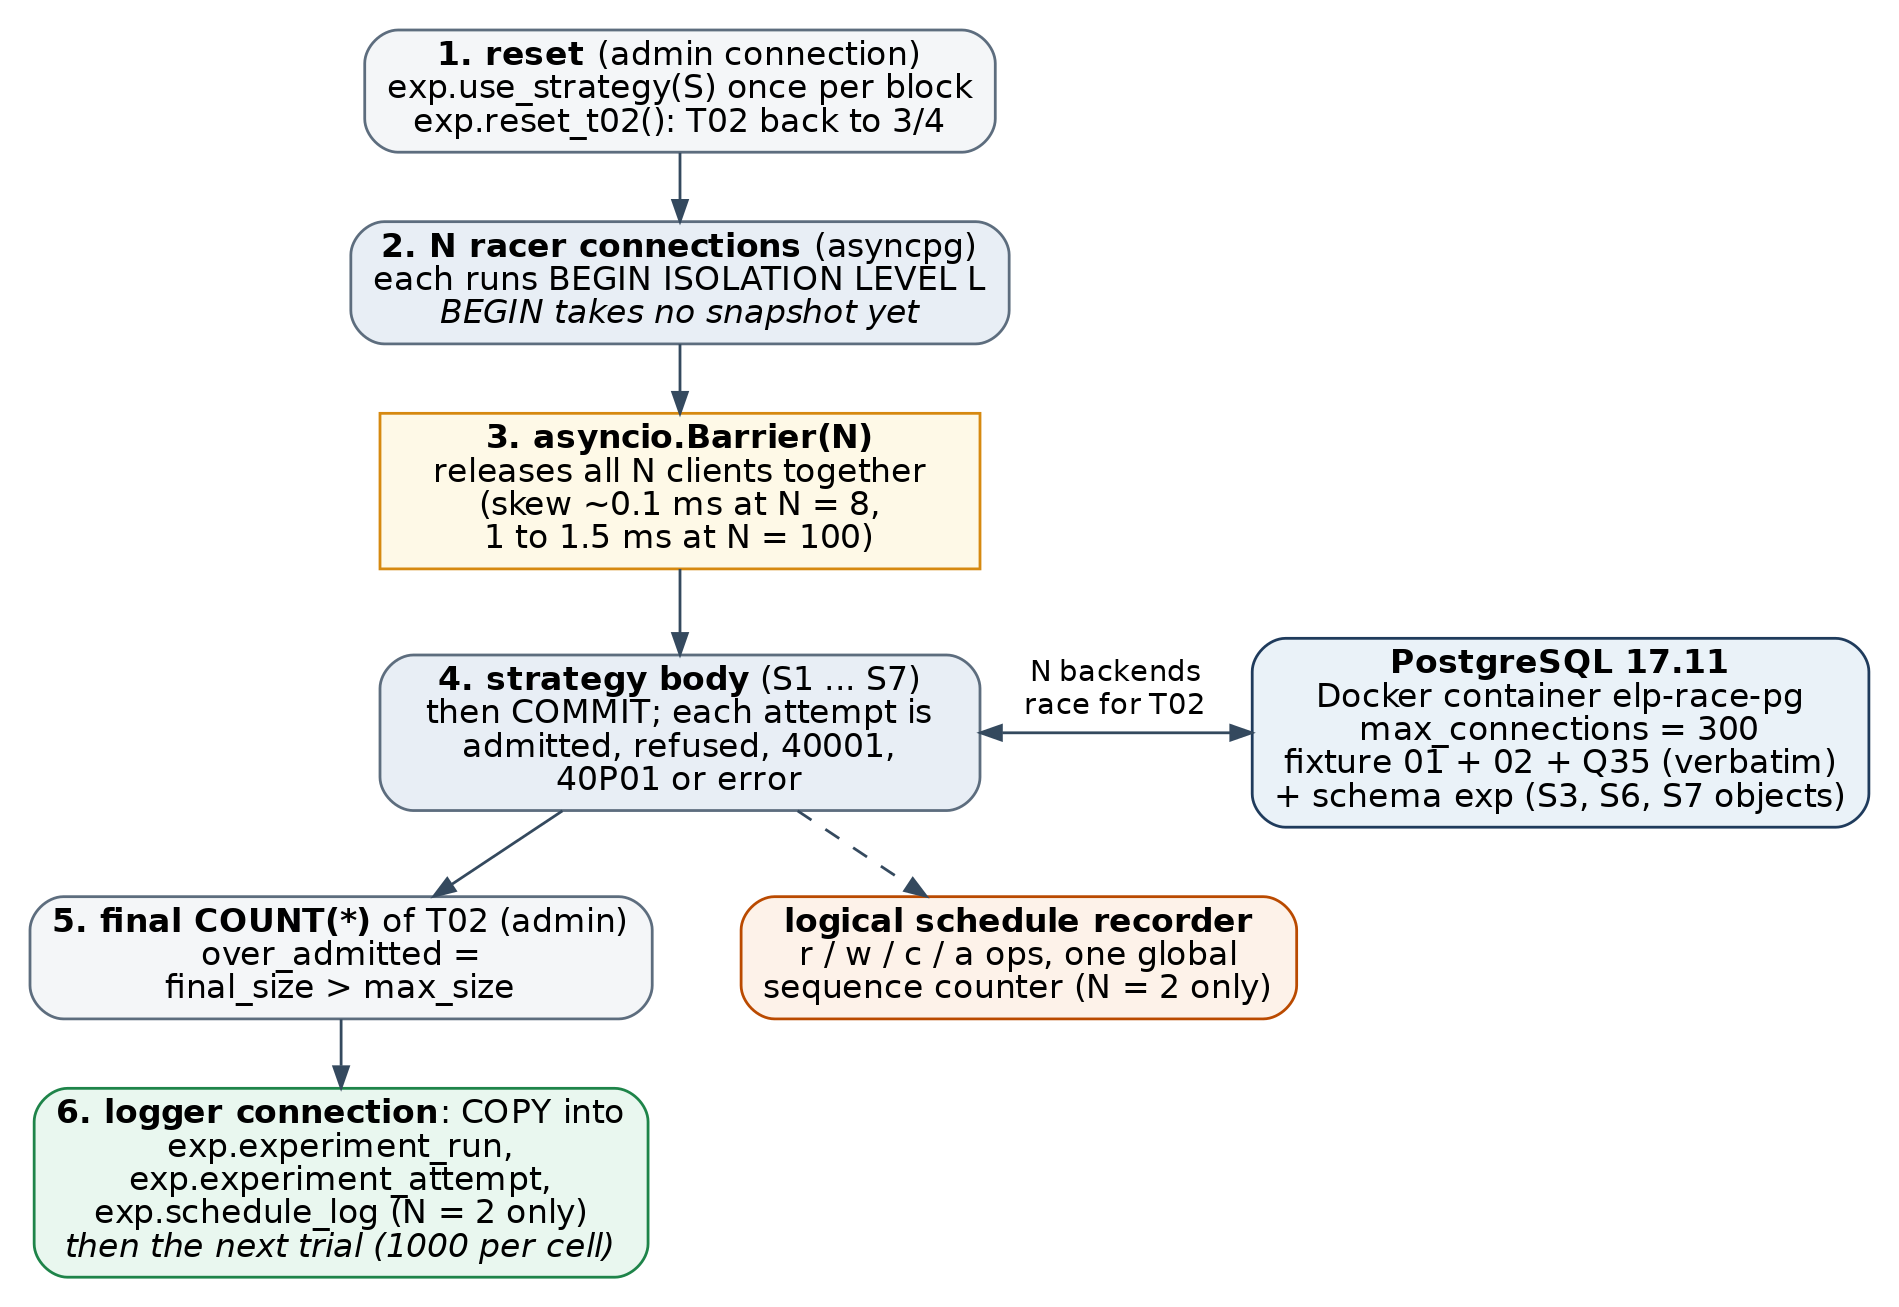 1. reset (admin connection)
exp.use_strategy(S) once per block
exp.reset_t02(): T02 back to 3/4
2. N racer connections (asyncpg)
each runs BEGIN ISOLATION LEVEL L
BEGIN takes no snapshot yet
3. asyncio.Barrier(N)
releases all N clients together
(skew ~0.1 ms at N = 8,
1 to 1.5 ms at N = 100)
4. strategy body (S1 ... S7)
then COMMIT; each attempt is
admitted, refused, 40001,
40P01 or error
N backends
race for T02
PostgreSQL 17.11
Docker container elp-race-pg
max_connections = 300
fixture 01 + 02 + Q35 (verbatim)
+ schema exp (S3, S6, S7 objects)
5. final COUNT(*) of T02 (admin)
over_admitted =
final_size > max_size
logical schedule recorder
r / w / c / a ops, one global
sequence counter (N = 2 only)
6. logger connection: COPY into
exp.experiment_run,
exp.experiment_attempt,
exp.schedule_log (N = 2 only)
then the next trial (1000 per cell)